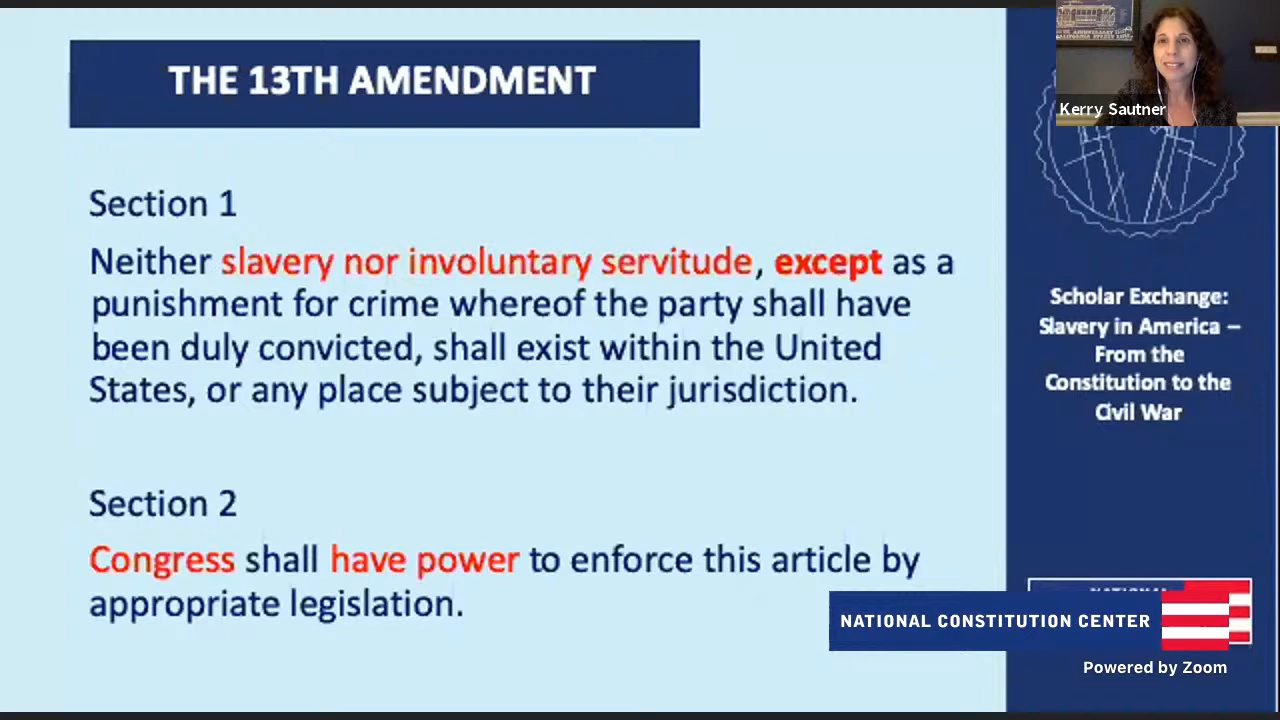 THE 13TH AMENDMENT
Section 1
Neither slavery nor involuntary servitude, except as a
punishment for crime whereof the party shall have
been duly convicted, shall exist within the United
States, or any place subject to their jurisdiction.
Section 2
Congress shall have power to enforce this article by
appropriate legislation.
Kerry Sautner
Scholar Exchange:
Slavery in America –
From the
Constitution to the
Civil War
NATIONAL CONSTITUTION CENTER
Powered by Zoom